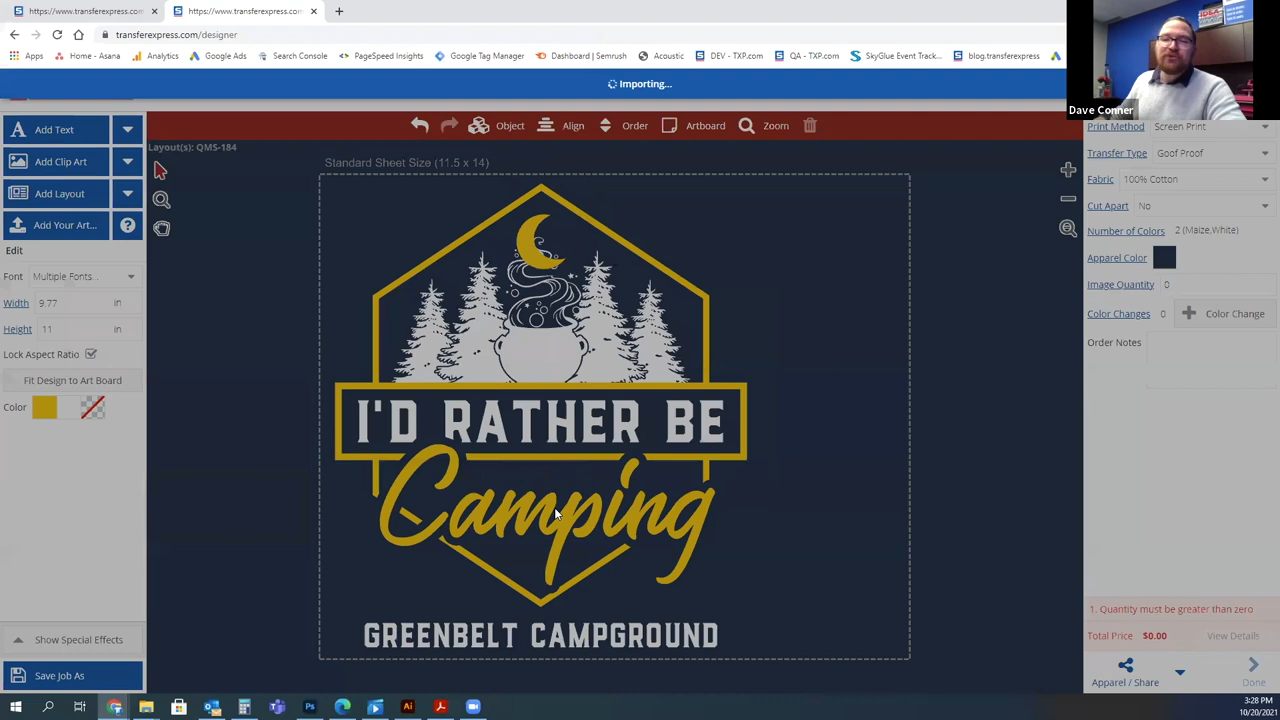 https://www.transferexpress.com/
https://www.transferexpress.com/d
transferexpress.com/designer
Apps
Home - Asana
Analytics
Google Ads
Search Console
PageSpeed Insights
Google Tag Manager
Dashboard | Semrush
Acoustic
DEV - TXP.com
QA - TXP.com
SkyGlue Event Track...
blog.transferexpress
Importing...
Dave Conner
Add Text
Add Clip Art
Add Layout
Add Your Art...
Object
Align
Order
Artboard
Zoom
Layout(s): QMS-184
Standard Sheet Size (11.5 x 14)
Edit
Font Multiple Fonts...
Width 9.77 in
Height 11 in
Lock Aspect Ratio
Fit Design to Art Board
Color
Show Special Effects
Save Job As
I'D RATHER BE
Camping
GREENBELT CAMPGROUND
Print Method Screen Print
Transfer Type Goof Proof
Fabric 100% Cotton
Cut Apart No
Number of Colors 2 (Maize,White)
Apparel Color
Image Quantity 0
Color Changes 0 Color Change
Order Notes
1. Quantity must be greater than zero
Total Price $0.00 View Details
Apparel / Share
Done
3:28 PM
10/20/2021